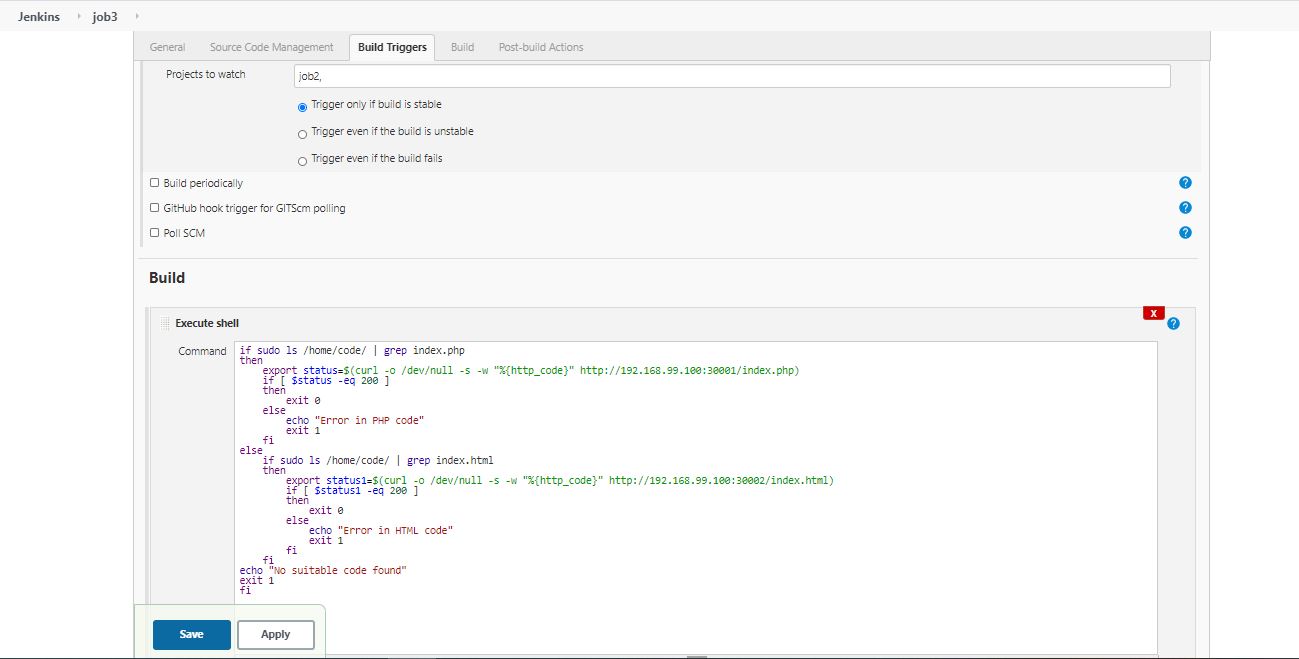 Jenkins job3
General Source Code Management Build Triggers Build Post-build Actions
Projects to watch job2,
Trigger only if build is stable
Trigger even if the build is unstable
Trigger even if the build fails
Build periodically ?
GitHub hook trigger for GITScm polling ?
Poll SCM ?
Build
X
Execute shell ?
Command
if sudo ls /home/code/ | grep index.php
then
    export status=$(curl -o /dev/null -s -w "%{http_code}" http://192.168.99.100:30001/index.php)
    if [ $status -eq 200 ]
    then
        exit 0
    else
        echo "Error in PHP code"
        exit 1
    fi
else
    if sudo ls /home/code/ | grep index.html
    then
        export status1=$(curl -o /dev/null -s -w "%{http_code}" http://192.168.99.100:30002/index.html)
        if [ $status1 -eq 200 ]
        then
            exit 0
        else
            echo "Error in HTML code"
            exit 1
        fi
    fi
echo "No suitable code found"
exit 1
fi
Save Apply